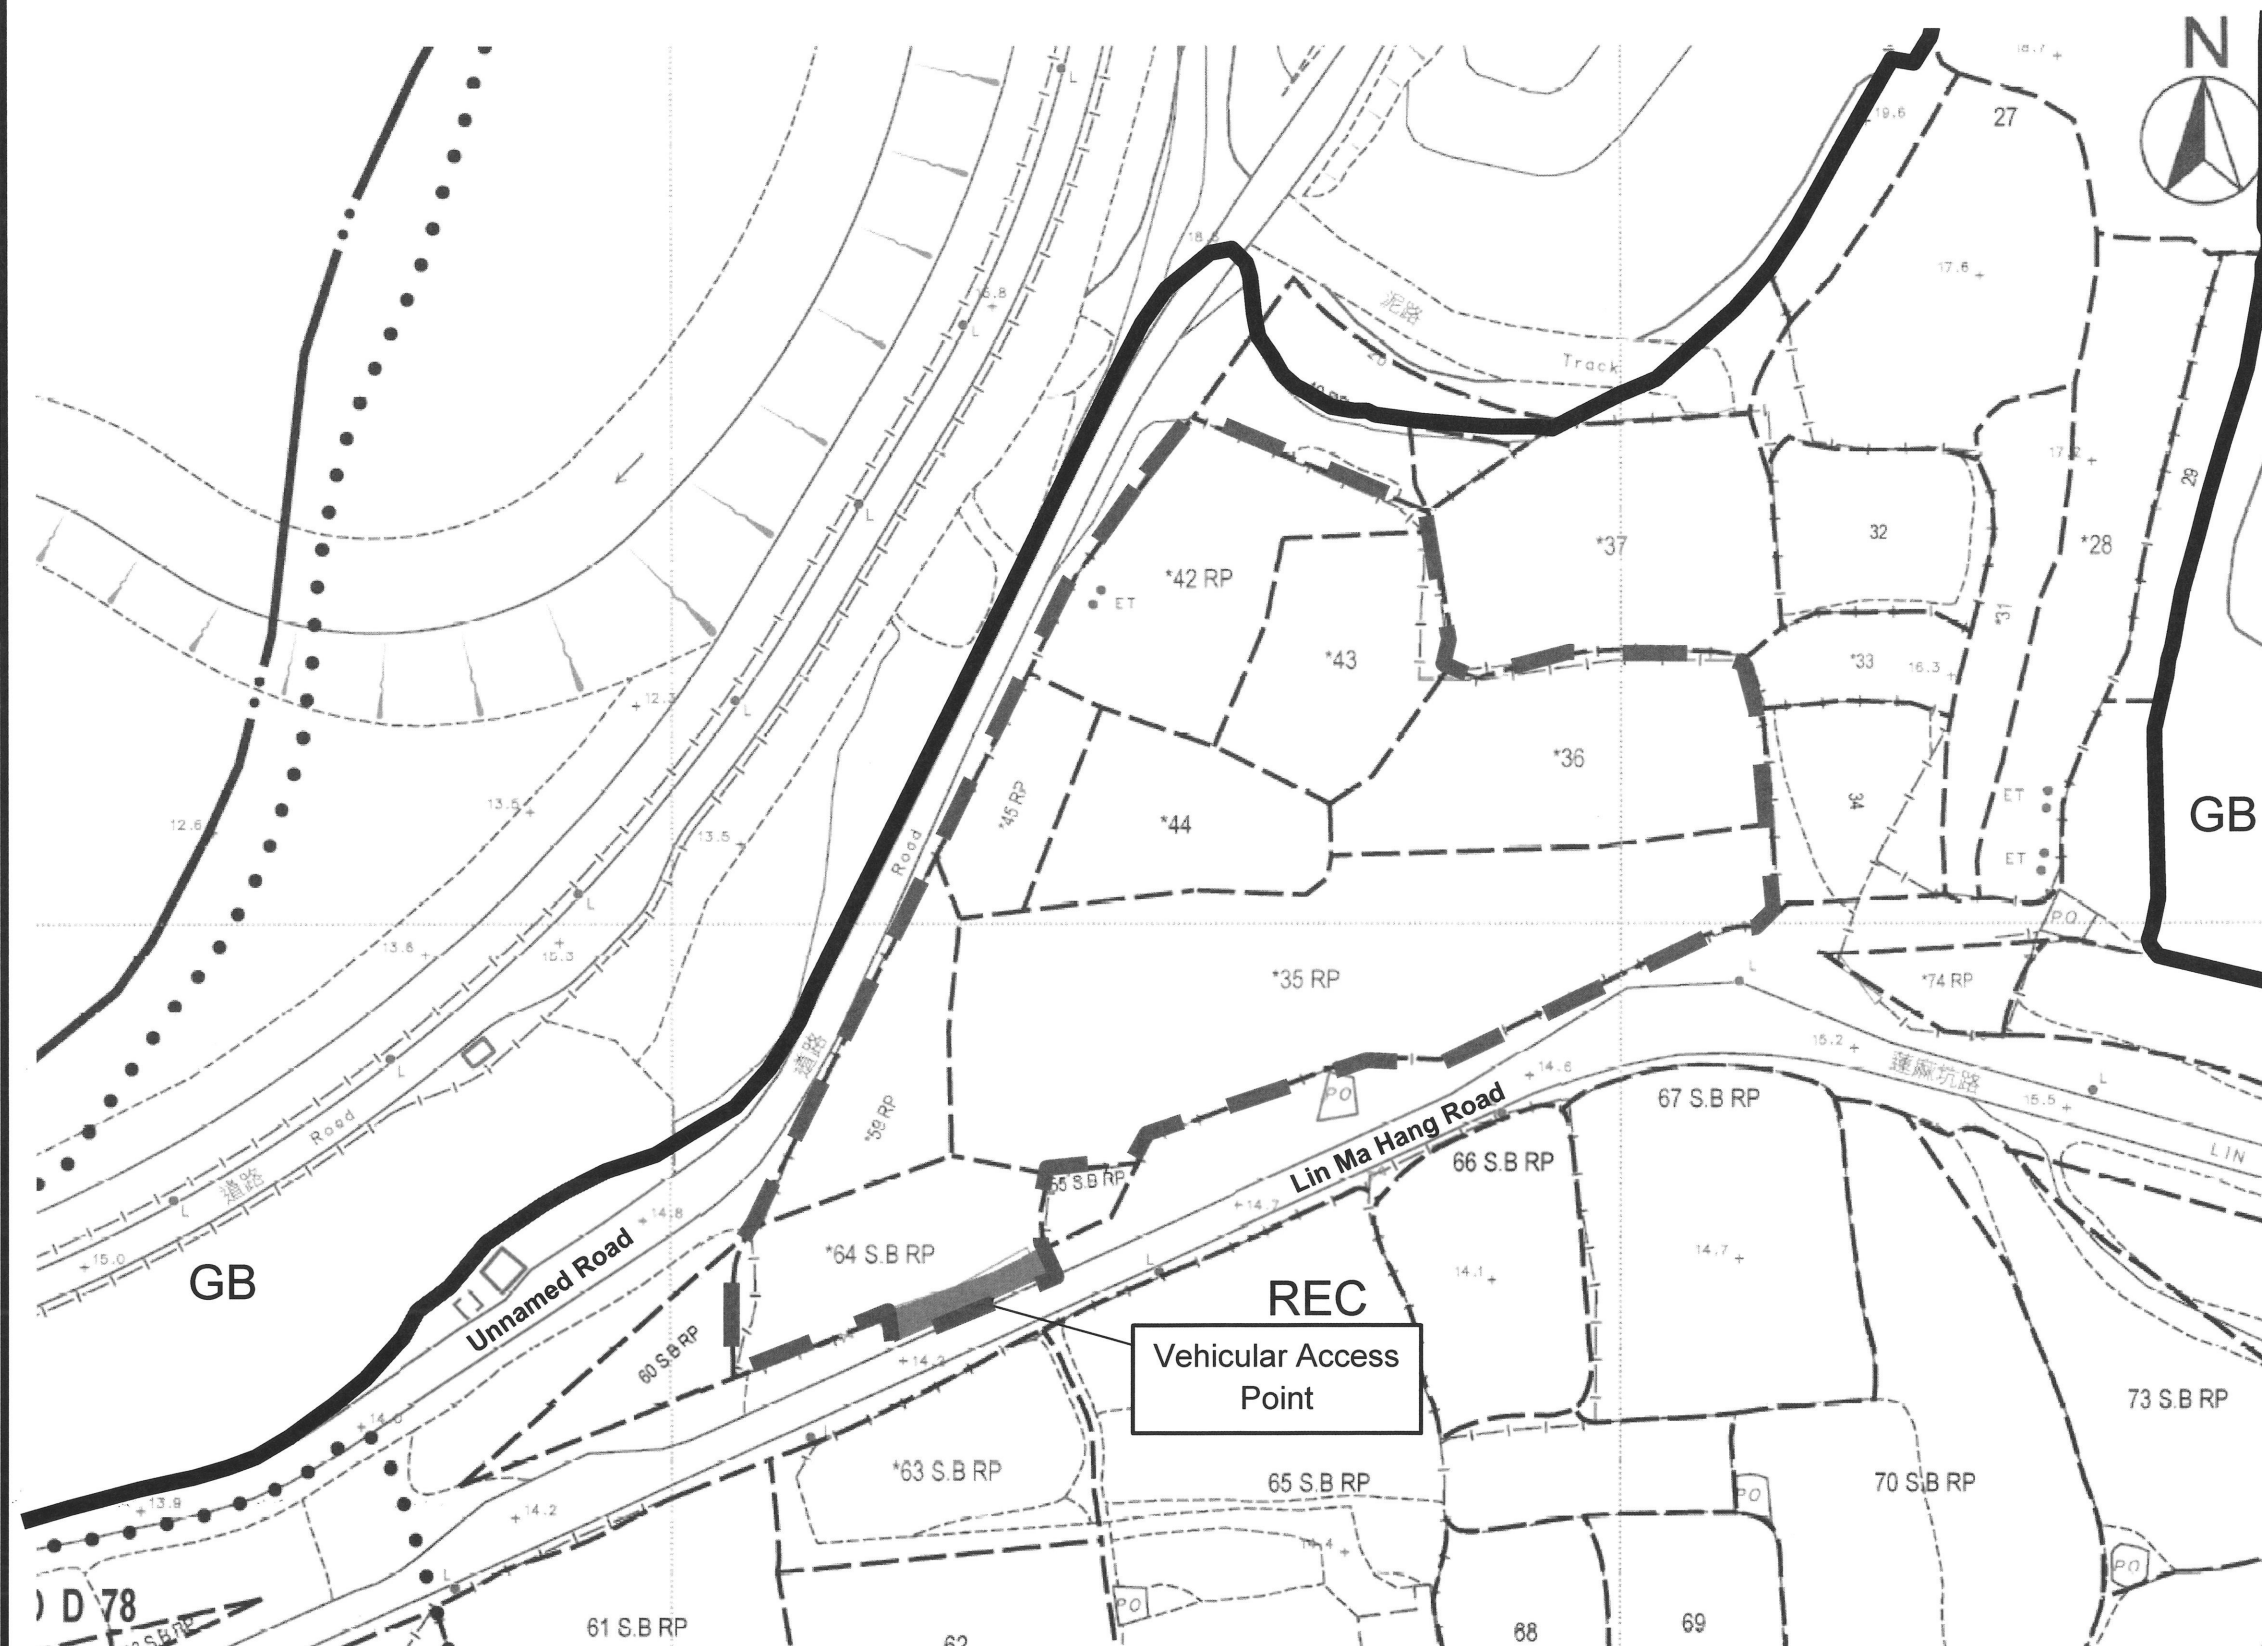 N
18.7
19.6
27
17.6
泥路
Track
15.8
17.2
29
32
*37
*28
*42 RP
ET
*31
*43
*33
16.3
12.3
*36
*45 RP
*44
34
ET
GB
13.5
12.6
13.5
Road
ET
PO
13.6
15.3
*35 RP
*74 RP
道路
15.2
蓮麻坑路
14.6
PO
Lin Ma Hang Road
67 S.B RP
15.5
*59 RP
Road
66 S.B RP
LIN
道路
65 S.B RP
14.7
14.8
*64 S.B RP
14.7
15.0
GB
Unnamed Road
14.1
REC
Vehicular Access
Point
60 S.B RP
14.2
14.0
73 S.B RP
*63 S.B RP
65 S.B RP
70 S.B RP
PO
13.9
14.2
14.4
PO
D D 78
PO
61 S.B RP
62
68
69